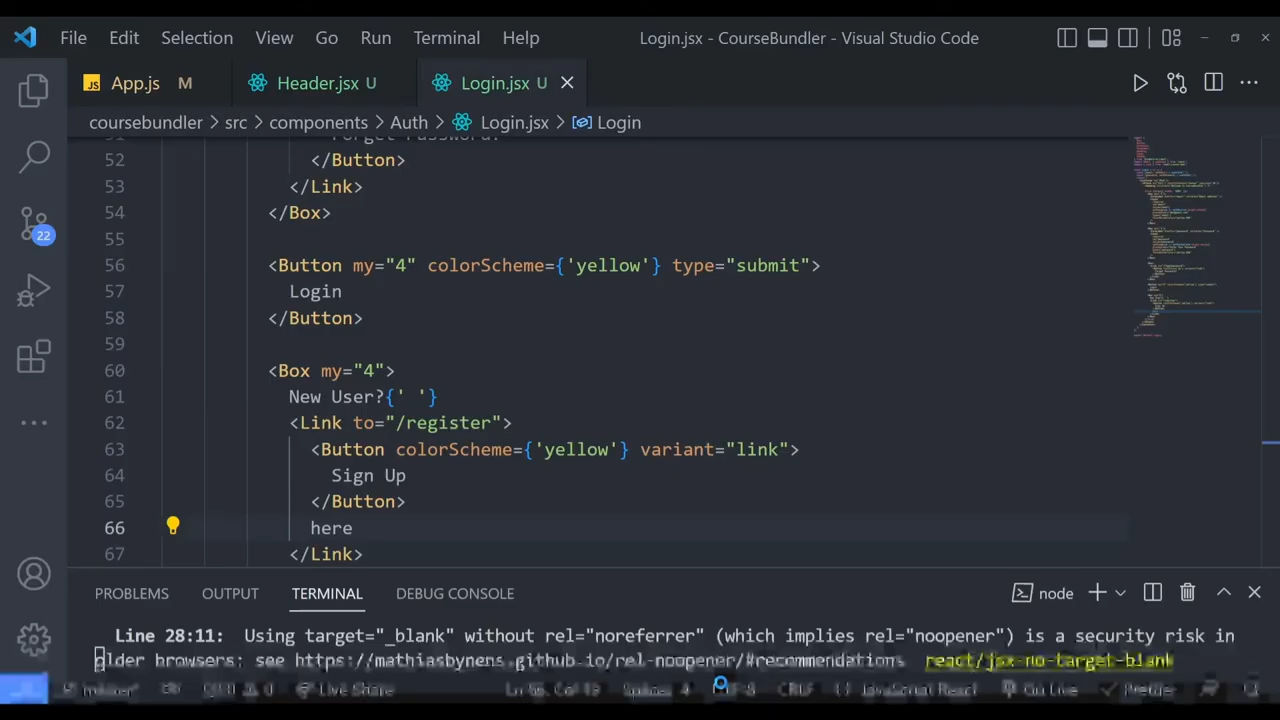 File Edit Selection View Go Run Terminal Help Login.jsx - CourseBundler - Visual Studio Code
JS App.js M Header.jsx U Login.jsx U
coursebundler > src > components > Auth > Login.jsx > Login
52 </Button>
53 </Link>
54 </Box>
55
56 <Button my="4" colorScheme={'yellow'} type="submit">
57 Login
58 </Button>
59
60 <Box my="4">
61 New User?{' '}
62 <Link to="/register">
63 <Button colorScheme={'yellow'} variant="link">
64 Sign Up
65 </Button>
66 here
67 </Link>
22
PROBLEMS OUTPUT TERMINAL DEBUG CONSOLE node
Line 28:11: Using target="_blank" without rel="noreferrer" (which implies rel="noopener") is a security risk in
older browsers: see https://mathiasbynens.github.io/rel-noopener/#recommendations react/jsx-no-target-blank